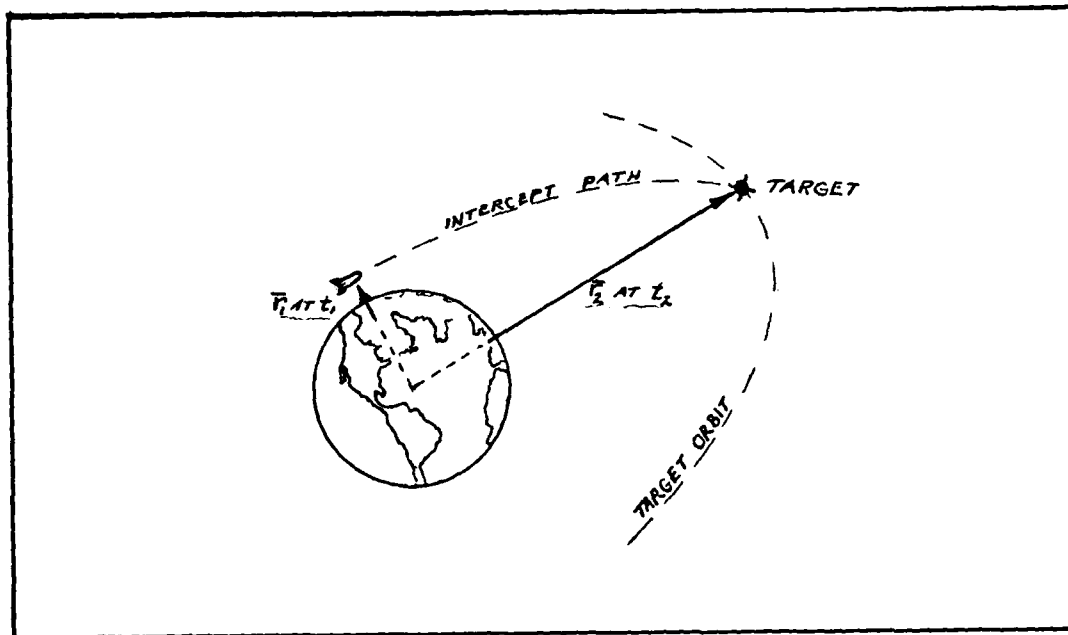 INTERCEPT PATH
TARGET
r̄₁ AT t₁
r̄₂ AT t₂
TARGET ORBIT